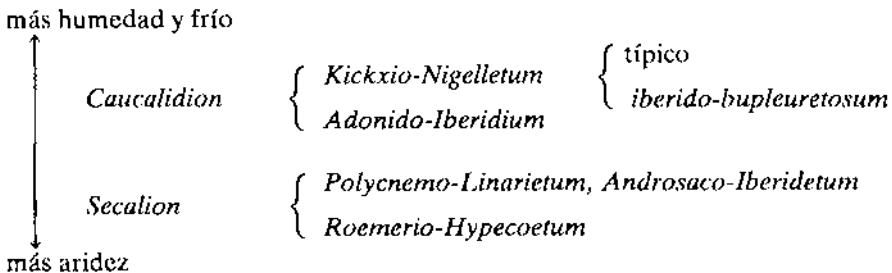 más humedad y frío
Caucalidion
Kickxio-Nigelletum
típico
iberido-bupleuretosum
Adonido-Iberidium
Secalion
Polycnemo-Linarietum, Androsaco-Iberidetum
Roemerio-Hypecoetum
más aridez